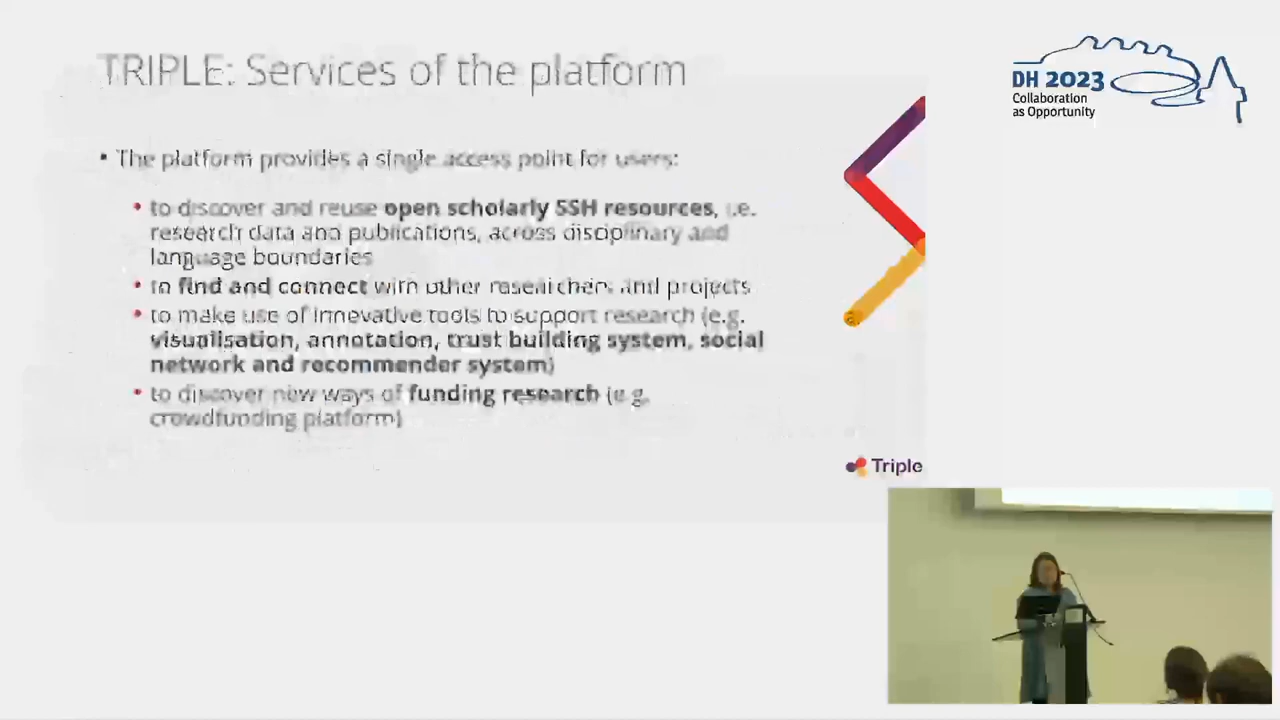 TRIPLE: Services of the platform
DH 2023
Collaboration
as Opportunity
• The platform provides a single access point for users:
• to discover and reuse open scholarly SSH resources, i.e.
research data and publications, across disciplinary and
language boundaries
• to find and connect with other researchers and projects
• to make use of innovative tools to support research (e.g.
visualisation, annotation, trust building system, social
network and recommender system)
• to discover new ways of funding research (e.g.
crowdfunding platform)
Triple